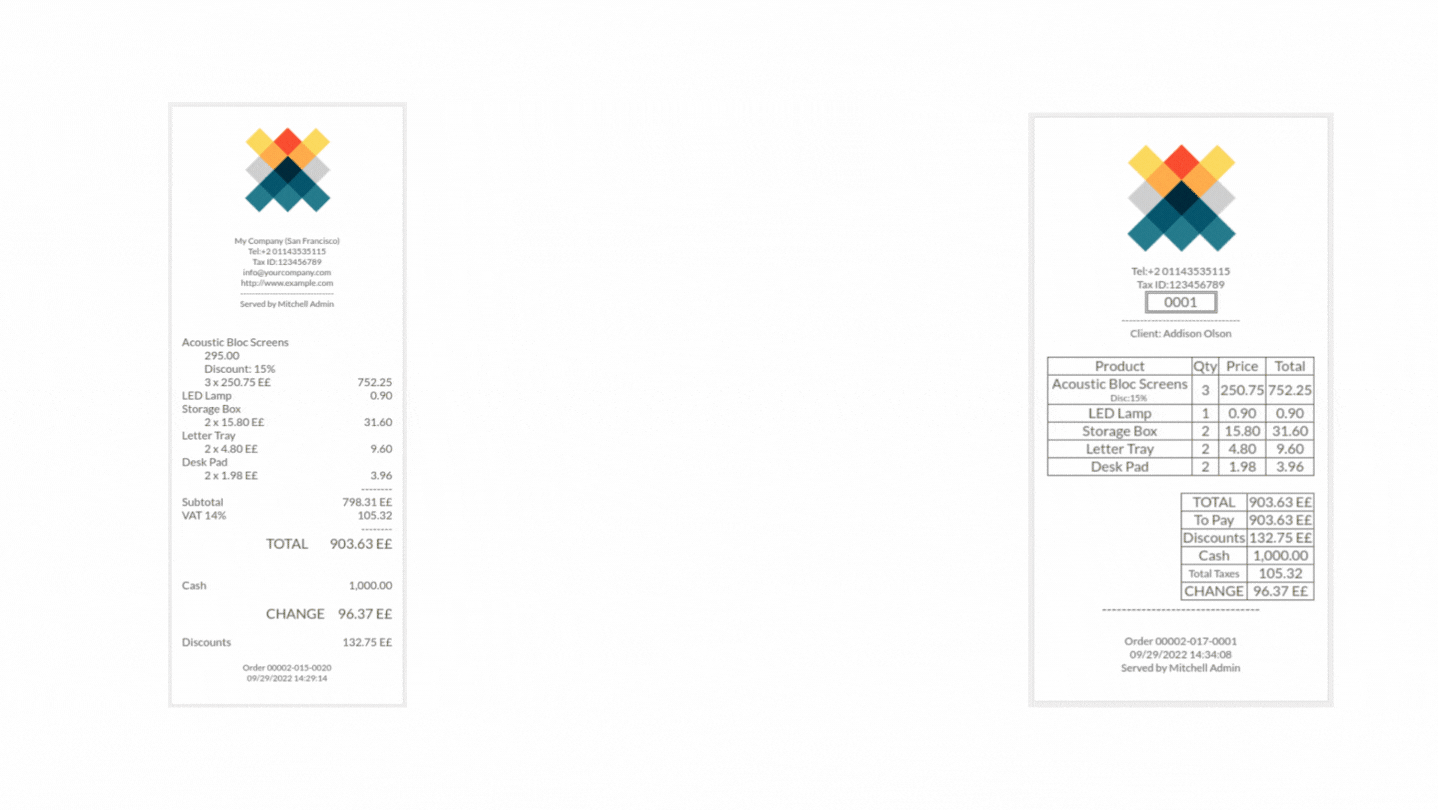 My Company (San Francisco)
Tel:+2 01143535115
Tax ID:123456789
info@yourcompany.com
http://www.example.com
--------------------------------
Served by Mitchell Admin
Acoustic Bloc Screens
295.00
Discount: 15%
3 x 250.75 E£ 752.25
LED Lamp 0.90
Storage Box
2 x 15.80 E£ 31.60
Letter Tray
2 x 4.80 E£ 9.60
Desk Pad
2 x 1.98 E£ 3.96
--------
Subtotal 798.31 E£
VAT 14% 105.32
--------
TOTAL 903.63 E£
Cash 1,000.00
CHANGE 96.37 E£
Discounts 132.75 E£
Order 00002-015-0020
09/29/2022 14:29:14
Tel:+2 01143535115
Tax ID:123456789
0001
--------------------------------
Client: Addison Olson
Product Qty Price Total
Acoustic Bloc Screens 3 250.75 752.25
Disc:15%
LED Lamp 1 0.90 0.90
Storage Box 2 15.80 31.60
Letter Tray 2 4.80 9.60
Desk Pad 2 1.98 3.96
TOTAL 903.63 E£
To Pay 903.63 E£
Discounts 132.75 E£
Cash 1,000.00
Total Taxes 105.32
CHANGE 96.37 E£
--------------------------------
Order 00002-017-0001
09/29/2022 14:34:08
Served by Mitchell Admin